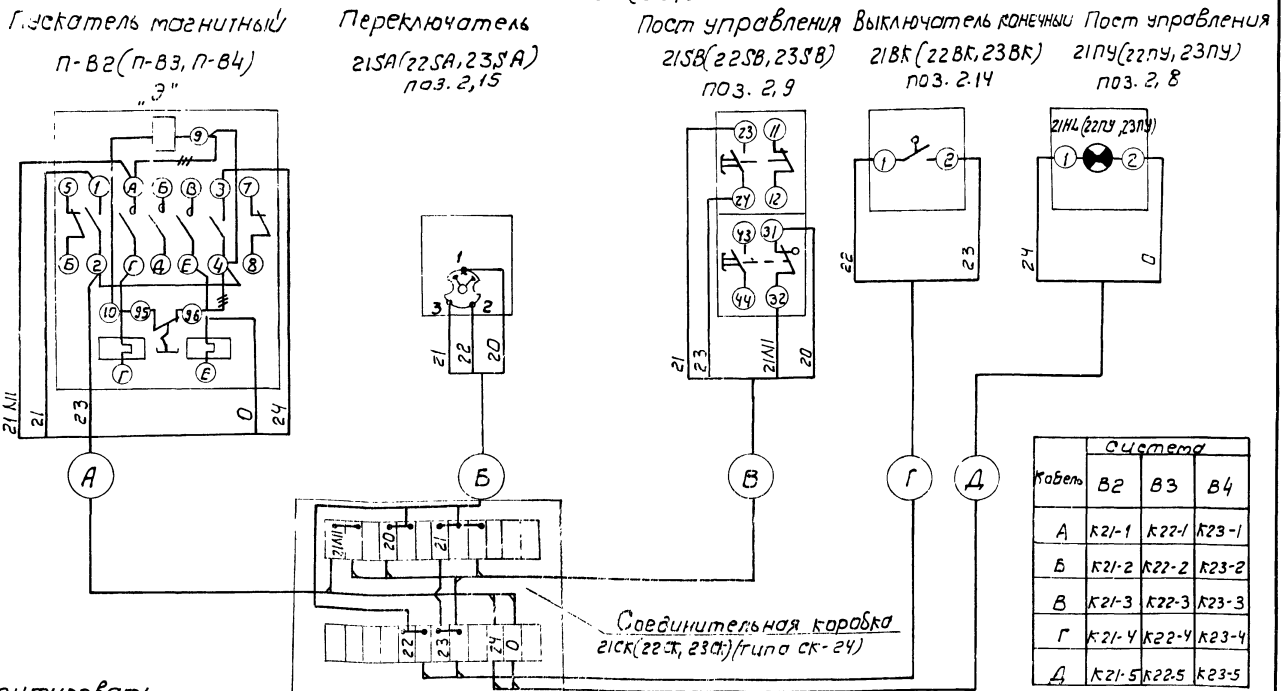 Пускатель магнитный
П-В2(П-В3, П-В4)
"Э"
Переключатель
21SA(22SA,23SA)
поз. 2,15
Пост управления
21SB(22SB,23SB)
поз. 2,9
Выключатель конечный
21ВК(22ВК,23ВК)
поз. 2.14
Пост управления
21ПУ(22ПУ,23ПУ)
поз. 2,8
21HL(22ПУ,23ПУ)
9
5 1 А Б В 3 7
Б 2 Г Д Е 4 8
10 95 96
Г Е
21N11 21 23 0 24
1
3 2
21 22 20
23 11
24 12
43 31
44 32
21 23 21N11 20
1 2
22 23
1 2
24 0
А Б В Г Д
21N11 20 21
22 23 24 0
Соединительная коробка
21СК(22СК,23СК)(типа СК-24)
Кабель Система
В2 В3 В4
А К21-1 К22-1 К23-1
Б К21-2 К22-2 К23-2
В К21-3 К22-3 К23-3
Г К21-4 К22-4 К23-4
Д К21-5 К22-5 К23-5